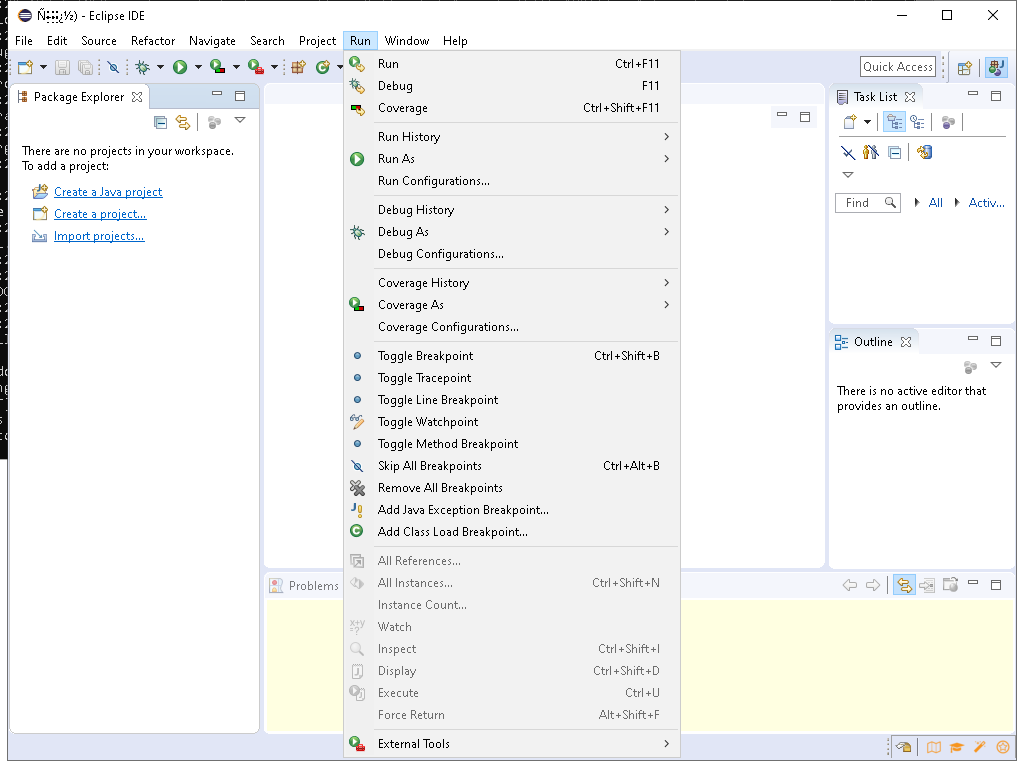 - Eclipse IDE
File Edit Source Refactor Navigate Search Project Run Window Help
Quick Access
Package Explorer
There are no projects in your workspace.
To add a project:
Create a Java project
Create a project...
Import projects...
Run Ctrl+F11
Debug F11
Coverage Ctrl+Shift+F11
Run History
Run As
Run Configurations...
Debug History
Debug As
Debug Configurations...
Coverage History
Coverage As
Coverage Configurations...
Toggle Breakpoint Ctrl+Shift+B
Toggle Tracepoint
Toggle Line Breakpoint
Toggle Watchpoint
Toggle Method Breakpoint
Skip All Breakpoints Ctrl+Alt+B
Remove All Breakpoints
Add Java Exception Breakpoint...
Add Class Load Breakpoint...
All References...
All Instances... Ctrl+Shift+N
Instance Count...
Watch
Inspect Ctrl+Shift+I
Display Ctrl+Shift+D
Execute Ctrl+U
Force Return Alt+Shift+F
External Tools
Task List
Find All Activ...
Outline
There is no active editor that
provides an outline.
Problems